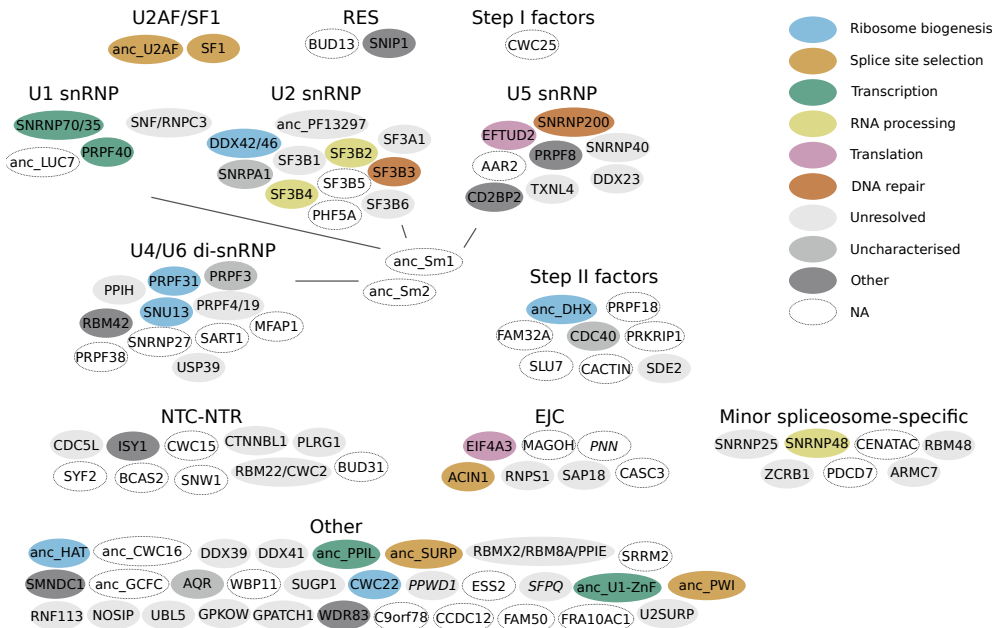 U2AF/SF1
anc_U2AF SF1
RES
BUD13 SNIP1
Step I factors
CWC25
Ribosome biogenesis
Splice site selection
Transcription
RNA processing
Translation
DNA repair
Unresolved
Uncharacterised
Other
NA
U1 snRNP
SNRNP70/35
SNF/RNPC3
PRPF40
anc_LUC7
U2 snRNP
anc_PF13297
DDX42/46
SF3A1
SF3B1
SF3B2
SNRPA1
SF3B5
SF3B3
SF3B4
SF3B6
PHF5A
U5 snRNP
SNRNP200
EFTUD2
SNRNP40
PRPF8
AAR2
DDX23
TXNL4
CD2BP2
anc_Sm1
anc_Sm2
U4/U6 di-snRNP
PRPF31
PRPF3
PPIH
PRPF4/19
SNU13
RBM42
MFAP1
SNRNP27
SART1
PRPF38
USP39
Step II factors
anc_DHX
PRPF18
FAM32A
CDC40
PRKRIP1
SLU7
CACTIN
SDE2
NTC-NTR
CDC5L ISY1 CWC15 CTNNBL1 PLRG1
SYF2 BCAS2 SNW1 RBM22/CWC2 BUD31
EJC
EIF4A3 MAGOH PNN
ACIN1 RNPS1 SAP18 CASC3
Minor spliceosome-specific
SNRNP25 SNRNP48 CENATAC RBM48
ZCRB1 PDCD7 ARMC7
Other
anc_HAT anc_CWC16 DDX39 DDX41 anc_PPIL anc_SURP RBMX2/RBM8A/PPIE SRRM2
SMNDC1 anc_GCFC AQR WBP11 SUGP1 CWC22 PPWD1 ESS2 SFPQ anc_U1-ZnF anc_PWI
RNF113 NOSIP UBL5 GPKOW GPATCH1 WDR83 C9orf78 CCDC12 FAM50 FRA10AC1 U2SURP